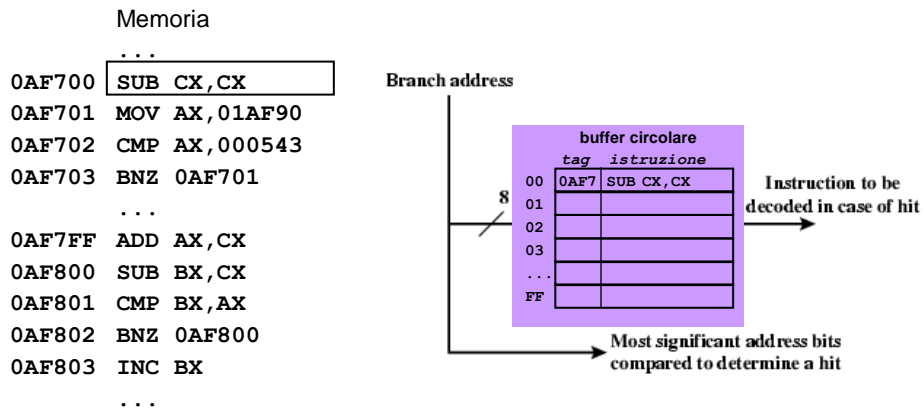 Memoria
...
0AF700 SUB CX,CX
0AF701 MOV AX,01AF90
0AF702 CMP AX,000543
0AF703 BNZ 0AF701
...
0AF7FF ADD AX,CX
0AF800 SUB BX,CX
0AF801 CMP BX,AX
0AF802 BNZ 0AF800
0AF803 INC BX
...
Branch address
8
buffer circolare
tag istruzione
00 0AF7 SUB CX,CX
01
02
03
...
FF
Instruction to be
decoded in case of hit
Most significant address bits
compared to determine a hit